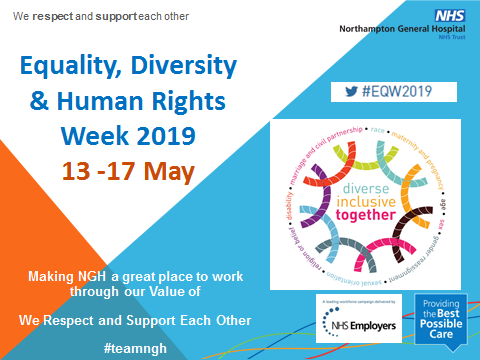 We respect and support each other
NHS
Northampton General Hospital
NHS Trust
Equality, Diversity
& Human Rights
Week 2019
13 -17 May
#EQW2019
marriage and civil partnership • race • maternity and pregnancy • age • sex • gender reassignment • sexual orientation • religion or belief • disability •
diverse
inclusive
together
Making NGH a great place to work
through our Value of
We Respect and Support Each Other
#teamngh
A leading workforce campaign delivered by
NHS Employers
Providing
the Best
Possible
Care